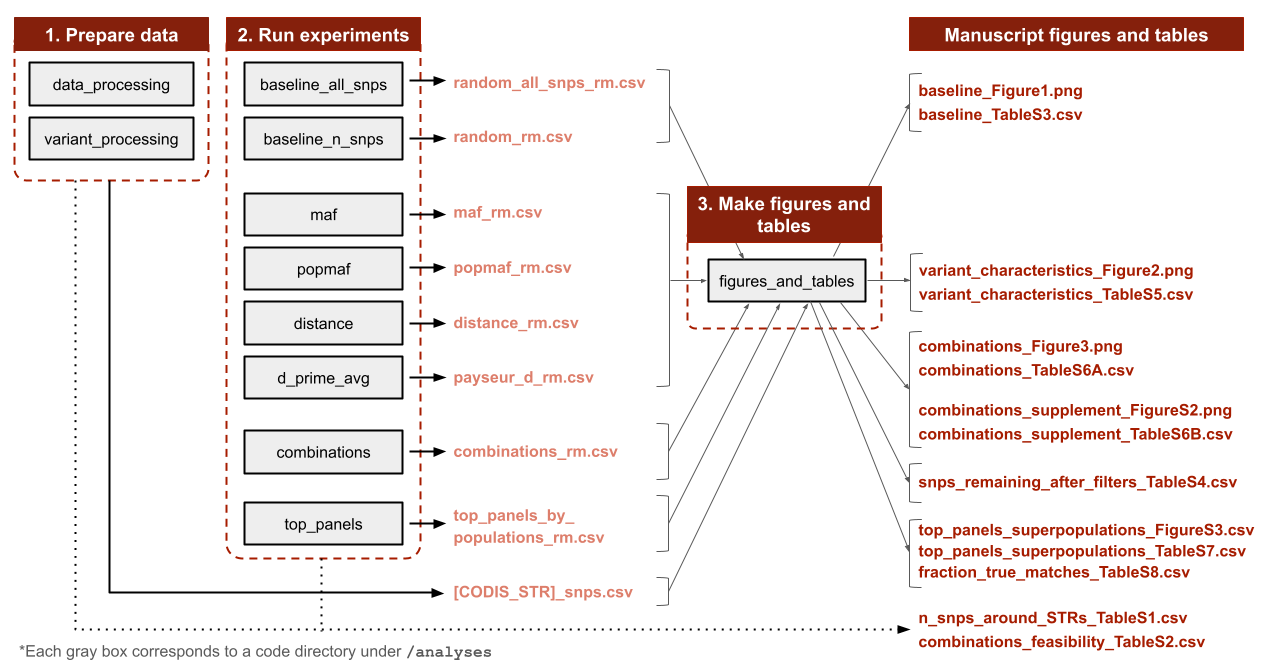 1. Prepare data
data_processing
variant_processing
2. Run experiments
baseline_all_snps
baseline_n_snps
maf
popmaf
distance
d_prime_avg
combinations
top_panels
random_all_snps_rm.csv
random_rm.csv
maf_rm.csv
popmaf_rm.csv
distance_rm.csv
payseur_d_rm.csv
combinations_rm.csv
top_panels_by_
populations_rm.csv
[CODIS_STR]_snps.csv
3. Make figures and
tables
figures_and_tables
Manuscript figures and tables
baseline_Figure1.png
baseline_TableS3.csv
variant_characteristics_Figure2.png
variant_characteristics_TableS5.csv
combinations_Figure3.png
combinations_TableS6A.csv
combinations_supplement_FigureS2.png
combinations_supplement_TableS6B.csv
snps_remaining_after_filters_TableS4.csv
top_panels_superpopulations_FigureS3.csv
top_panels_superpopulations_TableS7.csv
fraction_true_matches_TableS8.csv
n_snps_around_STRs_TableS1.csv
combinations_feasibility_TableS2.csv
*Each gray box corresponds to a code directory under /analyses